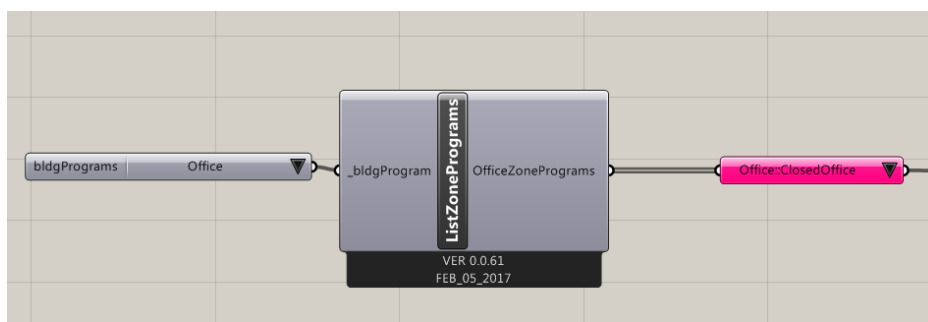 bldgPrograms Office
_bldgProgram
ListZonePrograms
OfficeZonePrograms
Office::ClosedOffice
VER 0.0.61
FEB_05_2017